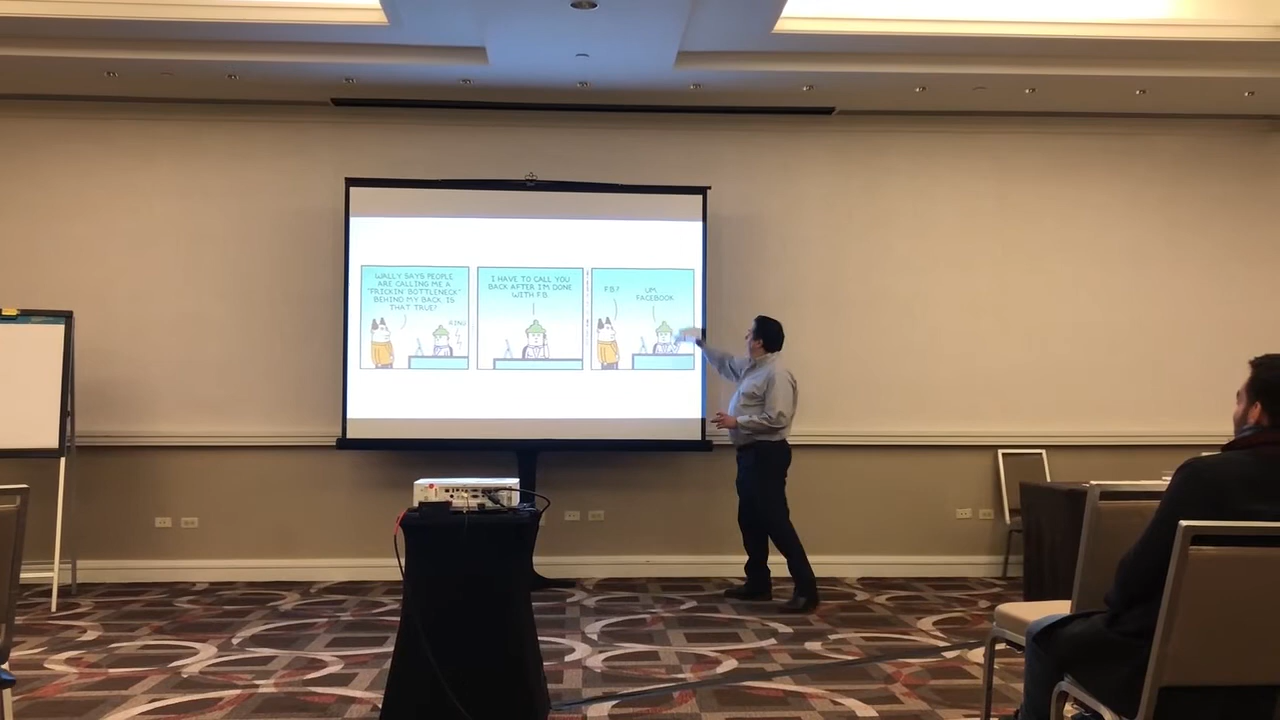 WALLY SAYS PEOPLE
ARE CALLING ME A
"FRICKIN' BOTTLENECK"
BEHIND MY BACK. IS
THAT TRUE?
RING
I HAVE TO CALL YOU
BACK AFTER I'M DONE
WITH FB.
FB?
UM,
FACEBOOK